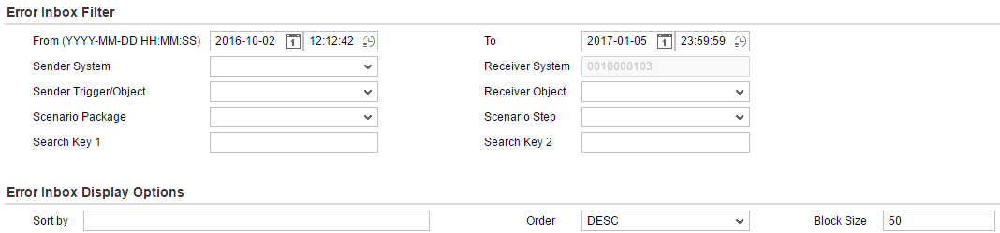 Error Inbox Filter
From (YYYY-MM-DD HH:MM:SS) 2016-10-02 1 12:12:42 To 2017-01-05 1 23:59:59
Sender System Receiver System 0010000103
Sender Trigger/Object Receiver Object
Scenario Package Scenario Step
Search Key 1 Search Key 2
Error Inbox Display Options
Sort by Order DESC Block Size 50